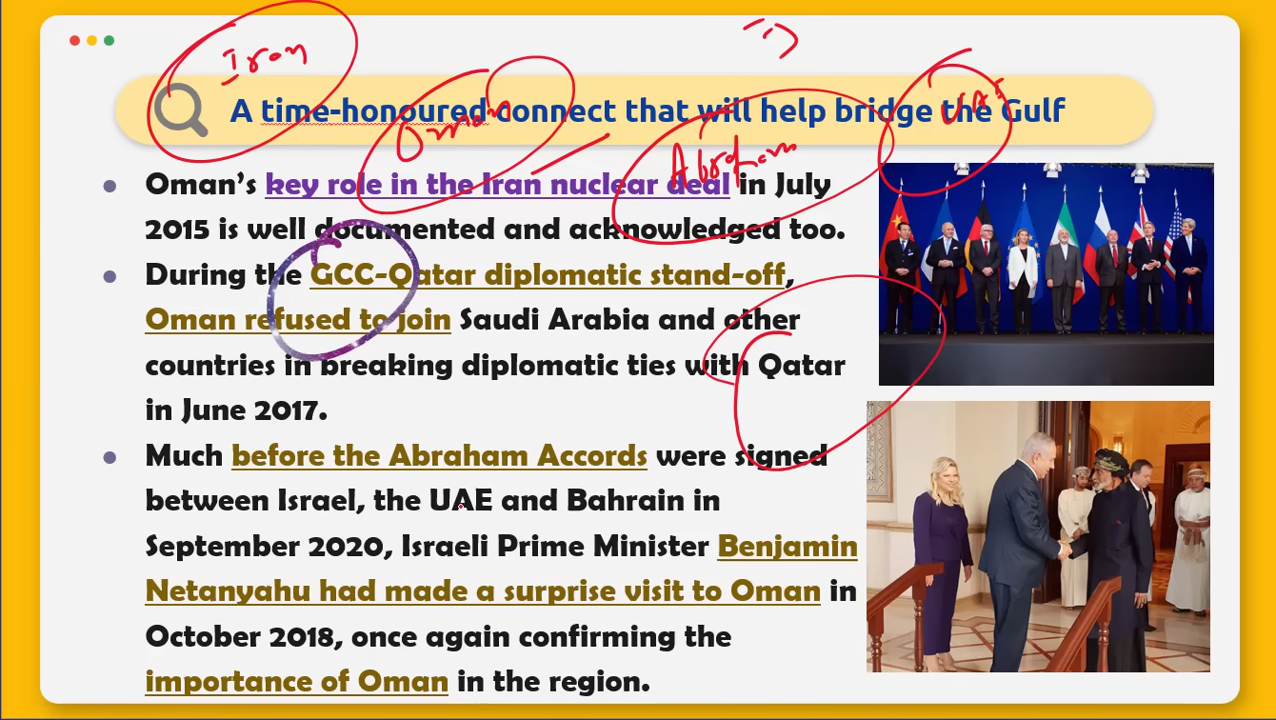 Iran
Oman
Abraham
A time-honoured connect that will help bridge the Gulf
Oman's key role in the Iran nuclear deal in July
2015 is well documented and acknowledged too.
During the GCC-Qatar diplomatic stand-off,
Oman refused to join Saudi Arabia and other
countries in breaking diplomatic ties with Qatar
in June 2017.
Much before the Abraham Accords were signed
between Israel, the UAE and Bahrain in
September 2020, Israeli Prime Minister Benjamin
Netanyahu had made a surprise visit to Oman in
October 2018, once again confirming the
importance of Oman in the region.